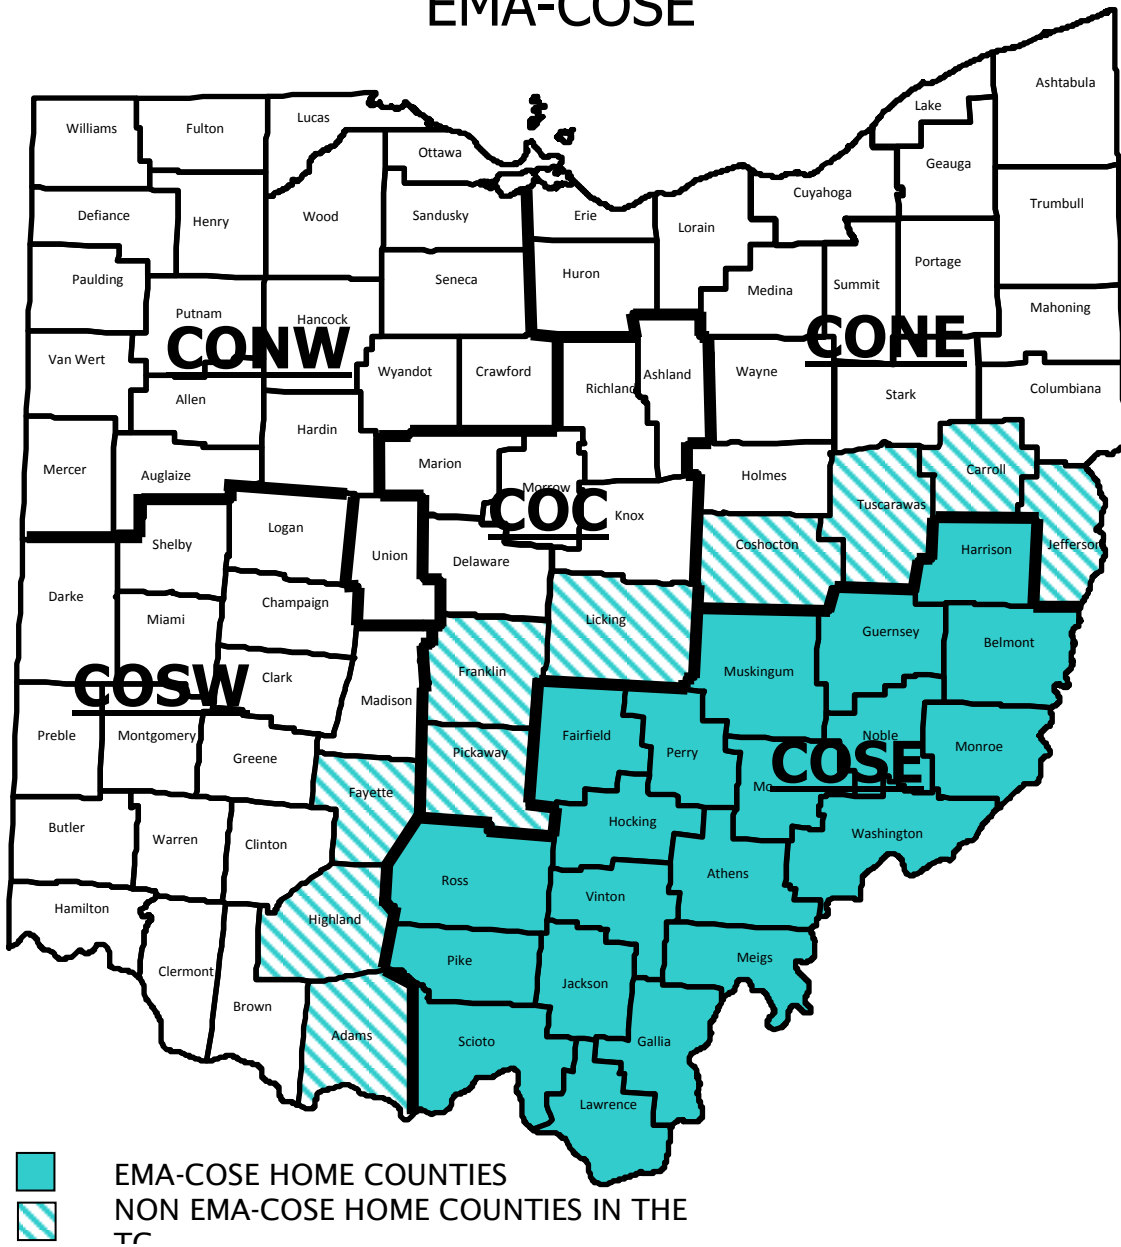 EMA-COSE
Ashtabula
Lake
Lucas
Williams
Fulton
Ottawa
Geauga
Cuyahoga
Trumbull
Defiance
Henry
Wood
Sandusky
Erie
Lorain
Portage
Paulding
Seneca
Huron
Medina
Summit
Mahoning
Putnam
Hancock
CONW
CONE
Van Wert
Wyandot
Crawford
Richland
Ashland
Wayne
Columbiana
Stark
Allen
Hardin
Mercer
Marion
Auglaize
Holmes
Carroll
Morrow
COC
Knox
Tuscarawas
Logan
Shelby
Union
Delaware
Coshocton
Harrison
Jefferson
Darke
Champaign
Miami
Licking
Guernsey
Belmont
COSW
Clark
Franklin
Muskingum
Madison
Preble
Montgomery
Greene
Pickaway
Fairfield
Perry
Noble
Monroe
COSE
Mo
Fayette
Butler
Warren
Clinton
Hocking
Washington
Ross
Athens
Hamilton
Highland
Vinton
Pike
Meigs
Clermont
Jackson
Brown
Adams
Scioto
Gallia
Lawrence
EMA-COSE HOME COUNTIES
NON EMA-COSE HOME COUNTIES IN THE